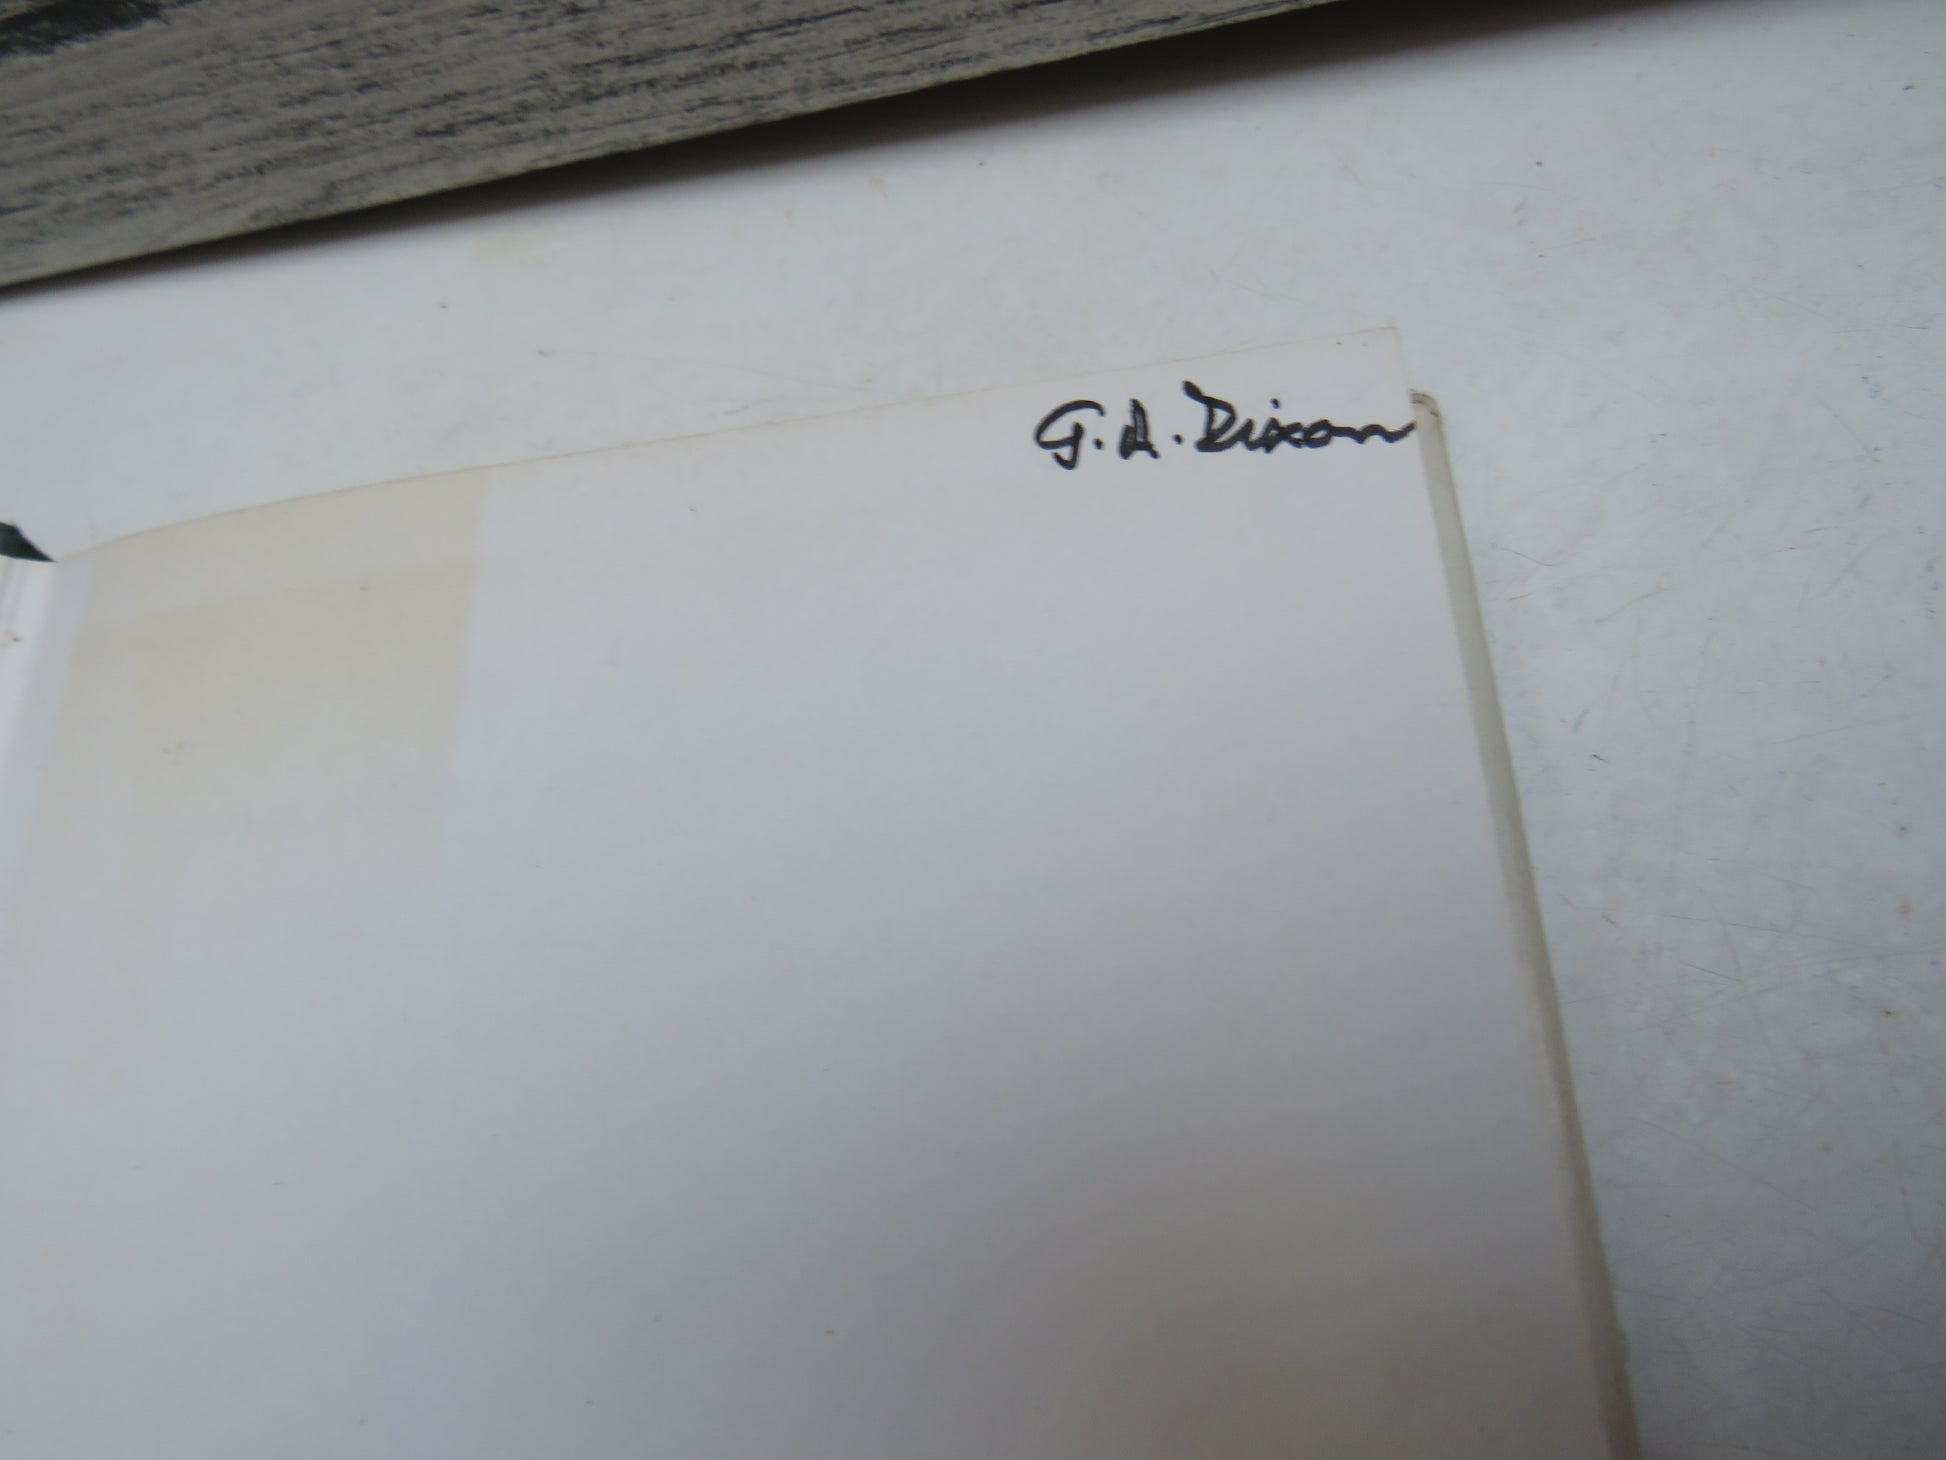 G. A. Dixon